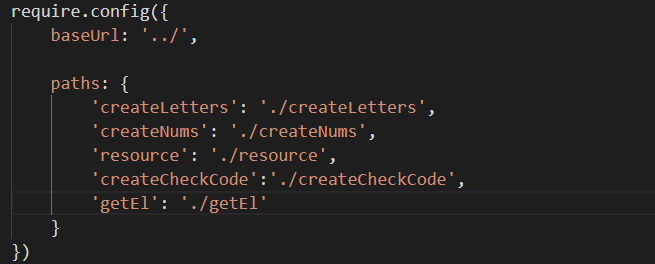 require.config({
    baseUrl: '../',

    paths: {
        'createLetters': './createLetters',
        'createNums': './createNums',
        'resource': './resource',
        'createCheckCode':'./createCheckCode',
        'getEl': './getEl'
    }
})